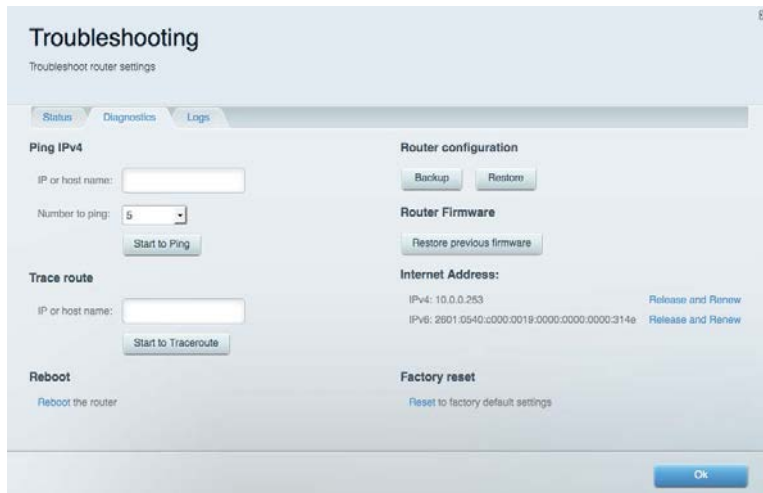 Troubleshooting
Troubleshoot router settings
Status
Diagnostics
Logs
Ping IPv4
IP or host name:
Number to ping:
5
Start to Ping
Trace route
IP or host name:
Start to Traceroute
Reboot
Reboot the router
Router configuration
Backup
Restore
Router Firmware
Restore previous firmware
Internet Address:
IPv4: 10.0.0.253 Release and Renew
IPv6: 2601:0540:c000:0019:0000:0000:0000:314e Release and Renew
Factory reset
Reset to factory default settings
Ok